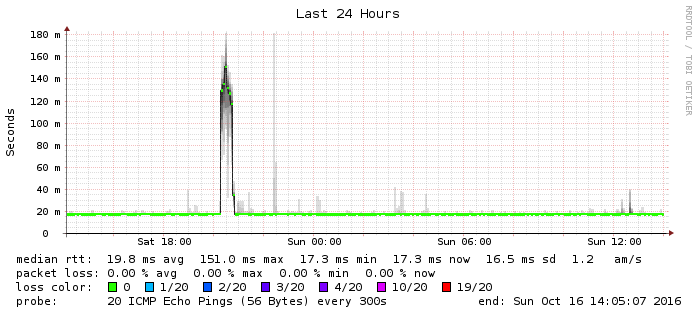 Last 24 Hours
RRDTOOL / TOBI OETIKER
Seconds
180 m
160 m
140 m
120 m
100 m
80 m
60 m
40 m
20 m
0
Sat 18:00 Sun 00:00 Sun 06:00 Sun 12:00
median rtt: 19.8 ms avg 151.0 ms max 17.3 ms min 17.3 ms now 16.5 ms sd 1.2 am/s
packet loss: 0.00 % avg 0.00 % max 0.00 % min 0.00 % now
loss color: 0 1/20 2/20 3/20 4/20 10/20 19/20
probe: 20 ICMP Echo Pings (56 Bytes) every 300s end: Sun Oct 16 14:05:07 2016